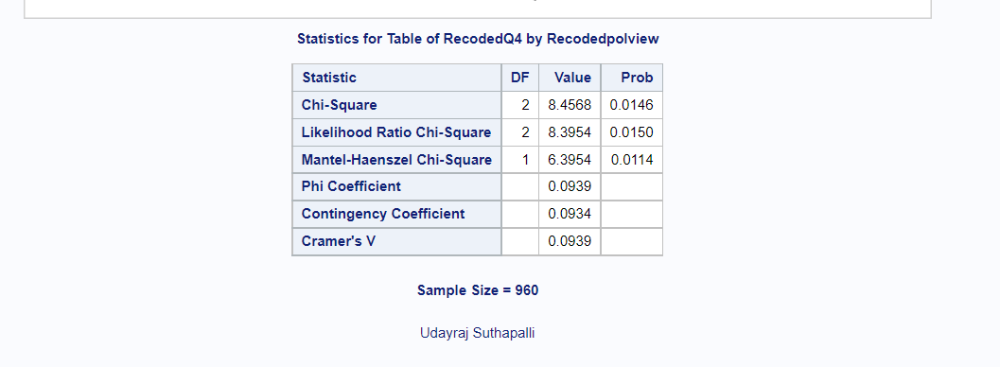 Statistics for Table of RecodedQ4 by Recodedpolview
Statistic DF Value Prob
Chi-Square 2 8.4568 0.0146
Likelihood Ratio Chi-Square 2 8.3954 0.0150
Mantel-Haenszel Chi-Square 1 6.3954 0.0114
Phi Coefficient 0.0939
Contingency Coefficient 0.0934
Cramer's V 0.0939
Sample Size = 960
Udayraj Suthapalli